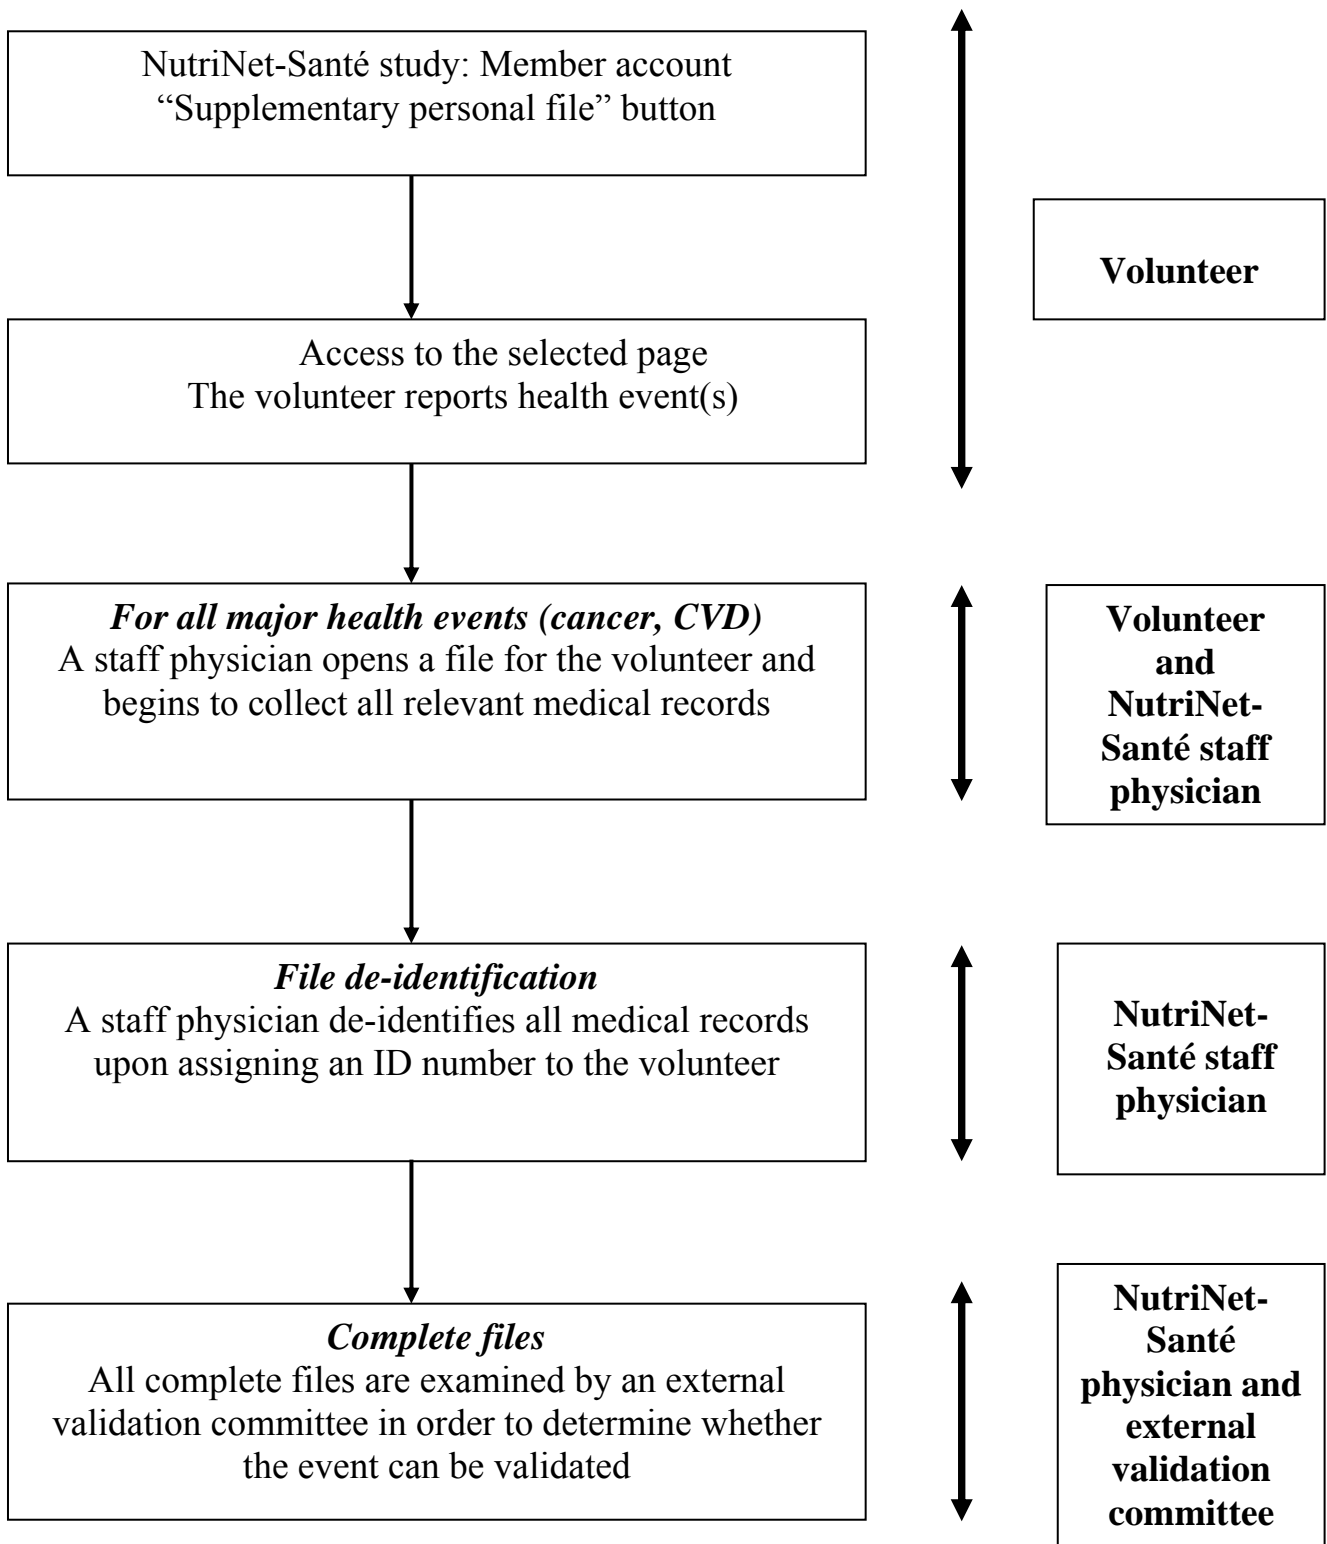 NutriNet-Santé study: Member account
“Supplementary personal file” button
Volunteer
Access to the selected page
The volunteer reports health event(s)
For all major health events (cancer, CVD)
A staff physician opens a file for the volunteer and
begins to collect all relevant medical records
Volunteer
and
NutriNet-
Santé staff
physician
File de-identification
A staff physician de-identifies all medical records
upon assigning an ID number to the volunteer
NutriNet-
Santé staff
physician
Complete files
All complete files are examined by an external
validation committee in order to determine whether
the event can be validated
NutriNet-
Santé
physician and
external
validation
committee